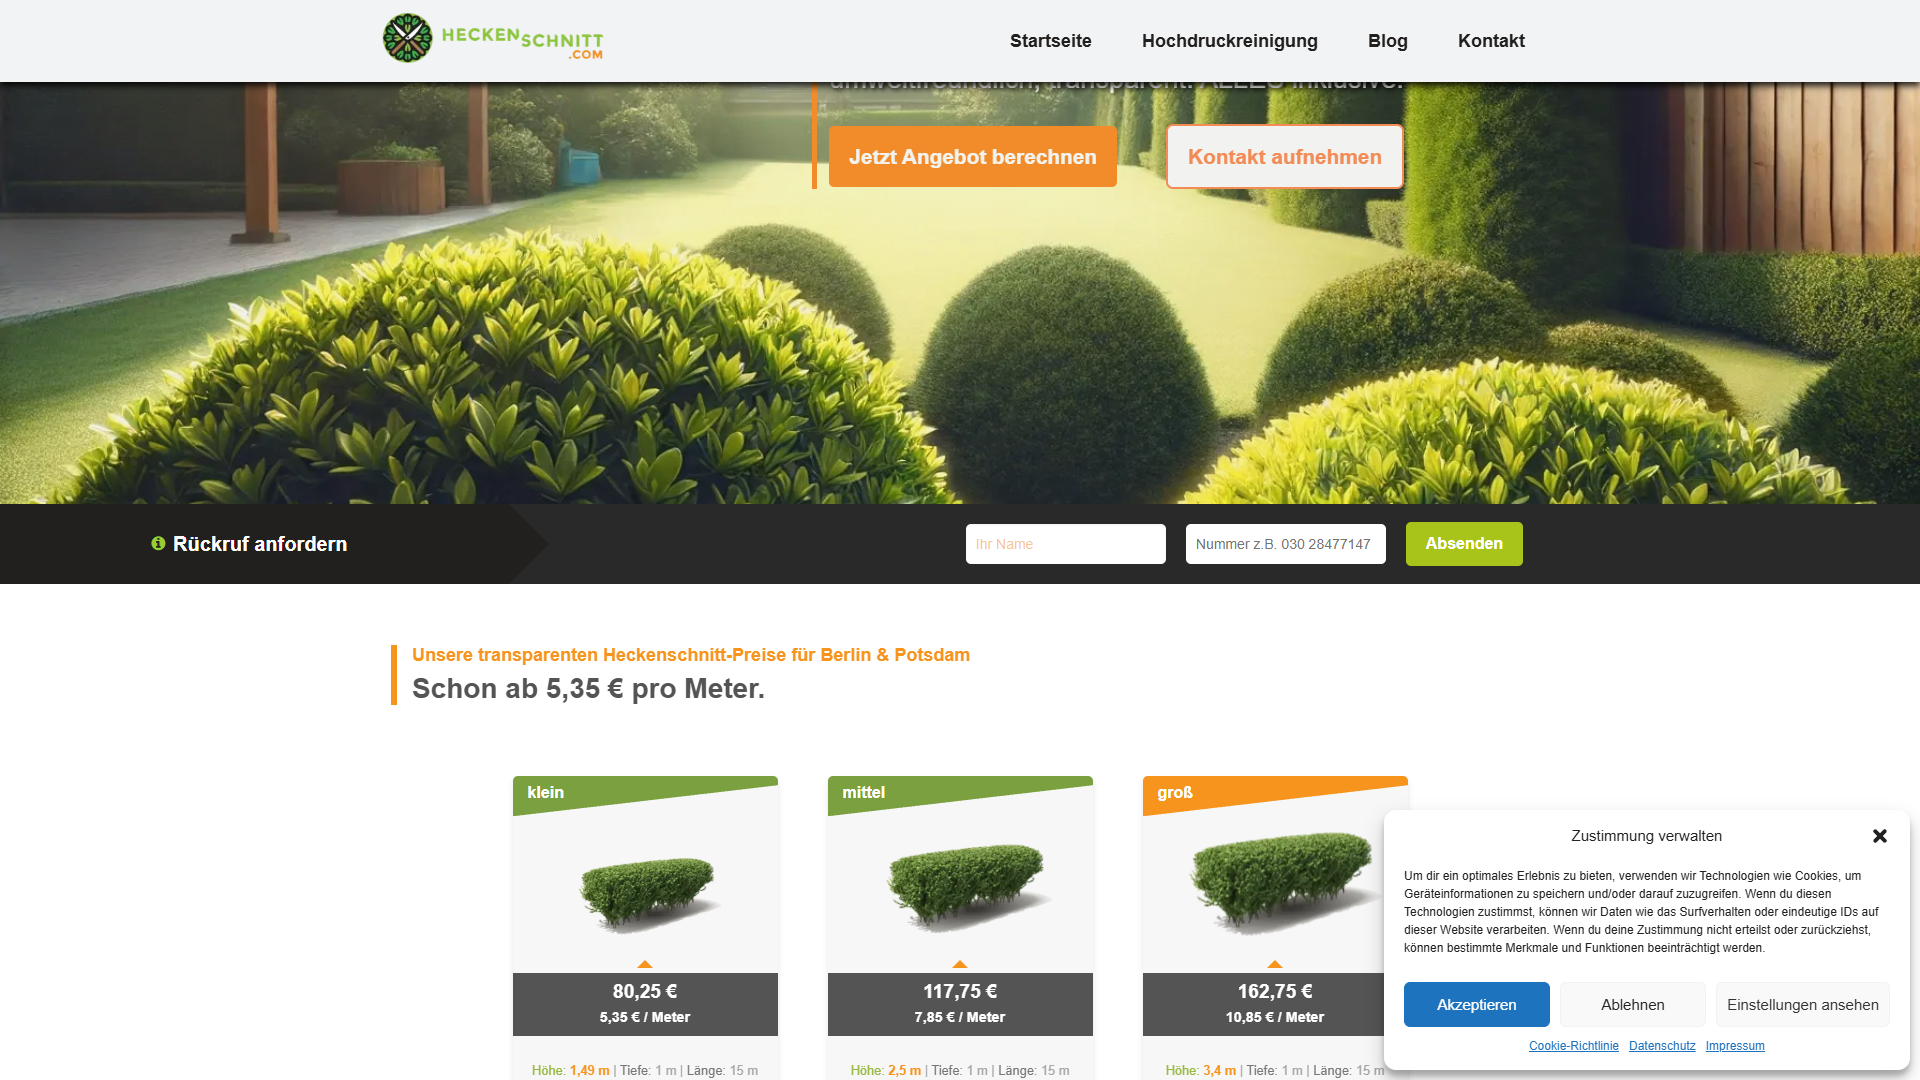 HECKENSCHNITT
.COM
Startseite
Hochdruckreinigung
Blog
Kontakt
umweltfreundlich, transparent. ALLES inklusive.
Jetzt Angebot berechnen
Kontakt aufnehmen
Rückruf anfordern
Ihr Name
Nummer z.B. 030 28477147
Absenden
Unsere transparenten Heckenschnitt-Preise für Berlin & Potsdam
Schon ab 5,35 € pro Meter.
klein
80,25 €
5,35 € / Meter
Höhe: 1,49 m | Tiefe: 1 m | Länge: 15 m
mittel
117,75 €
7,85 € / Meter
Höhe: 2,5 m | Tiefe: 1 m | Länge: 15 m
groß
162,75 €
10,85 € / Meter
Höhe: 3,4 m | Tiefe: 1 m | Länge: 15 m
Zustimmung verwalten
Um dir ein optimales Erlebnis zu bieten, verwenden wir Technologien wie Cookies, um
Geräteinformationen zu speichern und/oder darauf zuzugreifen. Wenn du diesen
Technologien zustimmst, können wir Daten wie das Surfverhalten oder eindeutige IDs auf
dieser Website verarbeiten. Wenn du deine Zustimmung nicht erteilst oder zurückziehst,
können bestimmte Merkmale und Funktionen beeinträchtigt werden.
Akzeptieren
Ablehnen
Einstellungen ansehen
Cookie-Richtlinie
Datenschutz
Impressum